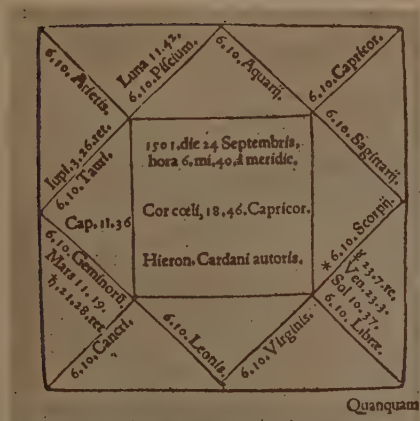 6.10. Arietis.
Luna 11.42.
6.10. Piscium.
6.10. Aquarij.
6.10. Capricor.
6.10. Sagittarij.
Iupi. 3.26. ret.
6.10. Tauri.
1501. die 24 Septembris,
hora 6. mi. 40. à meridie.
Cap. 11.36
Cor cœli, 18.46. Capricor.
Hieron. Cardani autoris.
* 6.10. Scorpij.
☿ 23.7. re.
Ven. 23.3.
Sol 10.37.
6.10. Libræ.
6.10. Geminorũ.
Mars 11.19.
♄. 21.28. ret.
6.10. Cancri.
6.10. Leonis.
6.10. Virginis.
Quanquam